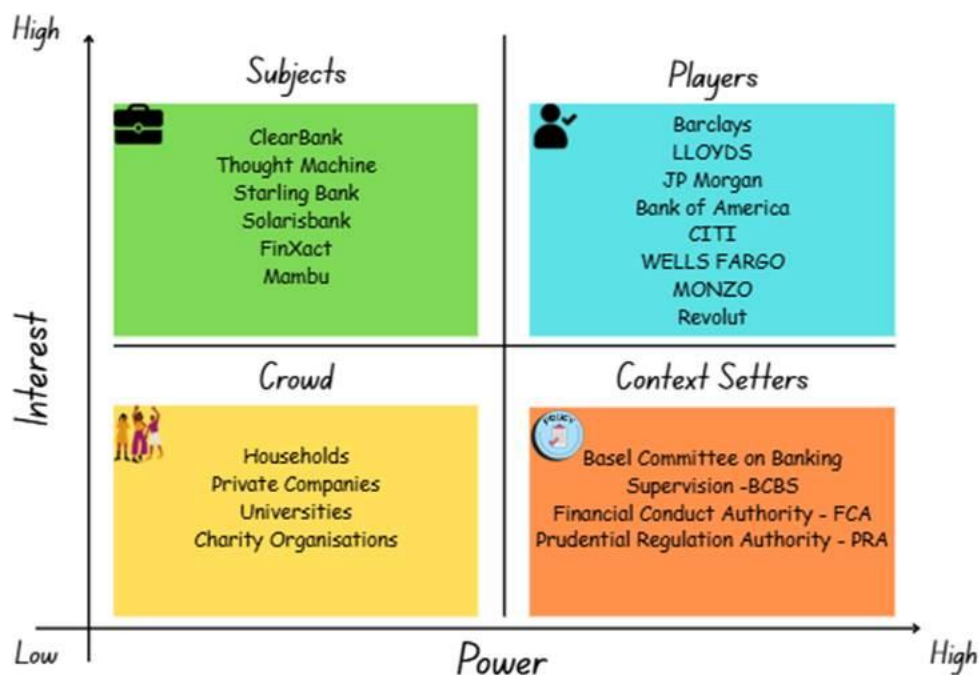 High
Subjects
Players
ClearBank
Thought Machine
Starling Bank
Solarisbank
FinXact
Mambu
Barclays
LLOYDS
JP Morgan
Bank of America
CITI
WELLS FARGO
MONZO
Revolut
Interest
Crowd
Context Setters
Households
Private Companies
Universities
Charity Organisations
POLICY
Basel Committee on Banking
Supervision -BCBS
Financial Conduct Authority - FCA
Prudential Regulation Authority - PRA
Low
Power
High